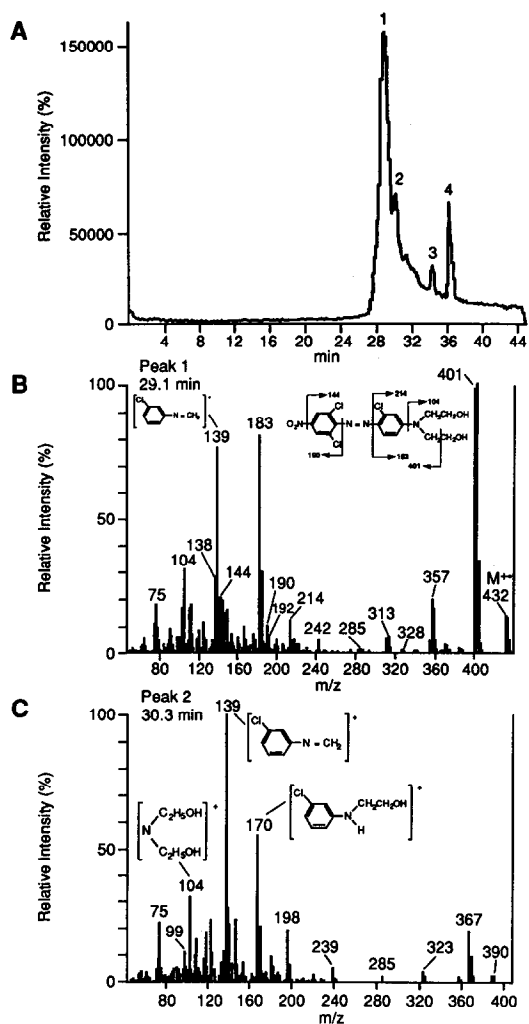 A
Relative Intensity (%)
150000
100000
50000
0
1
2
3
4
4 8 12 16 20 24 28 32 36 40 44
min
B
Peak 1
29.1 min
Relative Intensity (%)
100
50
0
Cl
N = CH₂
+
139
183
401
144
214
104
O₂N
Cl
Cl
N = N
Cl
N
CH₂CH₂OH
CH₂CH₂OH
190
183
401
75
104
138
144
190
192
214
242
285
313
328
357
M⁺•
432
80 120 160 200 240 280 320 360 400
m/z
C
Peak 2
30.3 min
Relative Intensity (%)
100
50
0
139
Cl
N = CH₂
+
Cl
CH₂CH₂OH
N
H
+
170
C₂H₅OH
N
C₂H₅OH
+
104
75
99
198
239
285
323
367
390
80 120 160 200 240 280 320 360 400
m/z